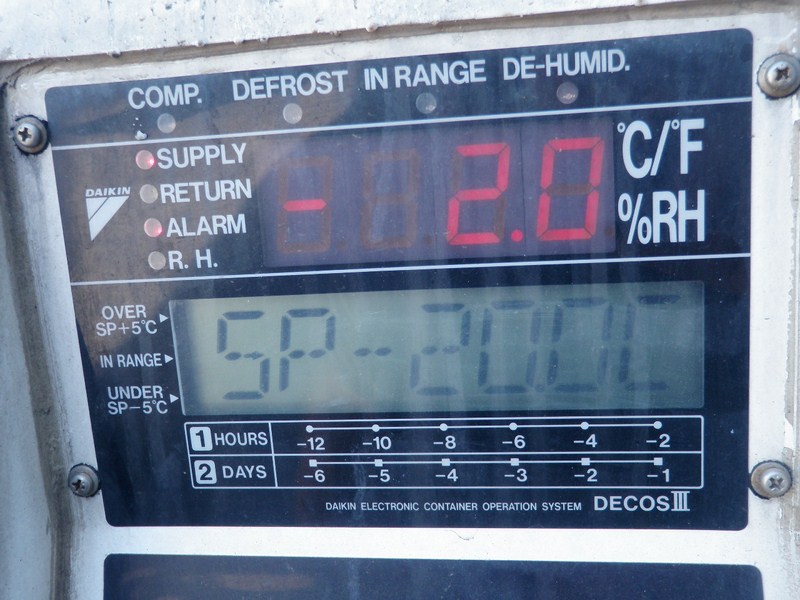 COMP. DEFROST IN RANGE DE-HUMID.
SUPPLY
RETURN
ALARM
R. H.
DAIKIN
- 2.0
°C/°F
%RH
OVER
SP+5°C
IN RANGE
UNDER
SP-5°C
SP-20.0C
1 HOURS -12 -10 -8 -6 -4 -2
2 DAYS -6 -5 -4 -3 -2 -1
DAIKIN ELECTRONIC CONTAINER OPERATION SYSTEM DECOS III